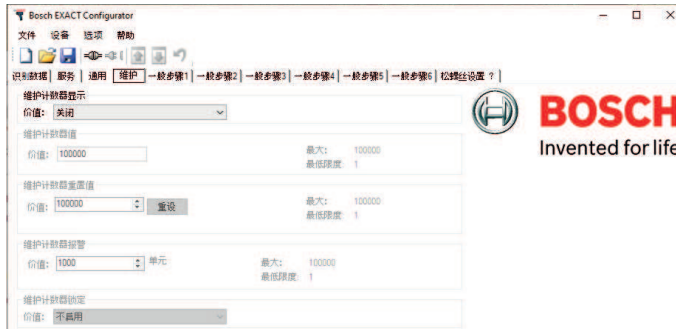 Bosch EXACT Configurator
文件 设备 选项 帮助
识别数据 服务 通用 维护 一般步骤1 一般步骤2 一般步骤3 一般步骤4 一般步骤5 一般步骤6 松螺丝设置 ?
维护计数器显示
价值: 关闭
BOSCH
Invented for life
维护计数器值
价值: 100000 最大: 100000
最低限度: 1
维护计数器重置值
价值: 100000 重设 最大: 100000
最低限度: 1
维护计数器报警
价值: 1000 单元 最大: 100000
最低限度: 1
维护计数器锁定
价值: 不启用